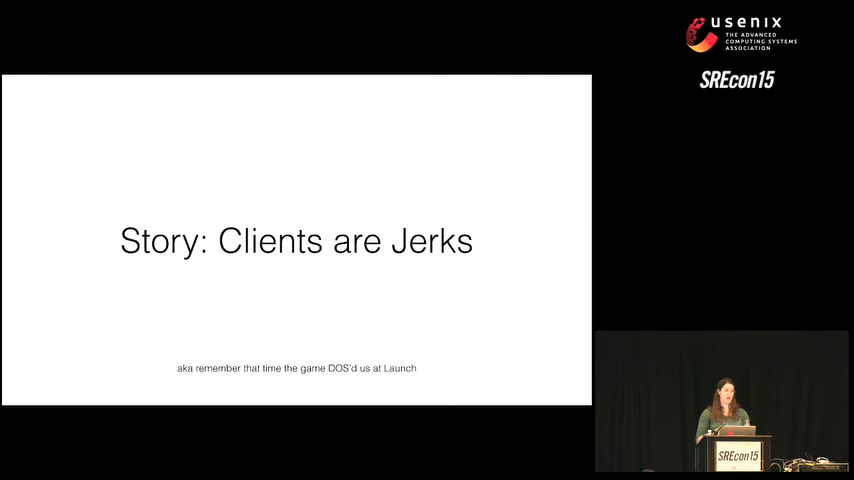 usenix
THE ADVANCED
COMPUTING SYSTEMS
ASSOCIATION
SREcon15
Story: Clients are Jerks
aka remember that time the game DOS'd us at Launch
SREcon15